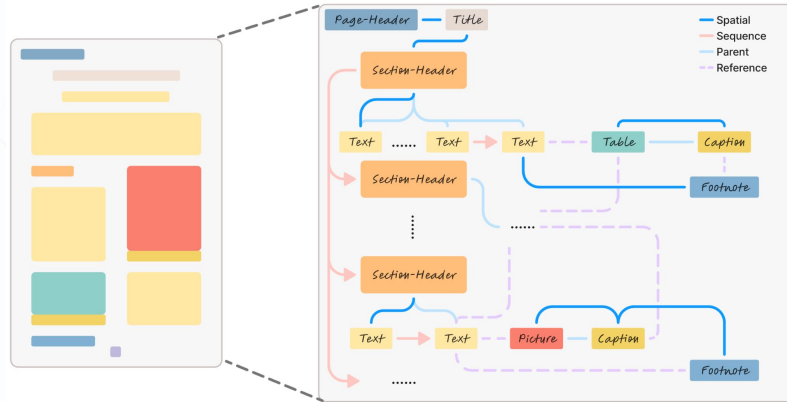 Page-Header
Title
Spatial
Sequence
Parent
Reference
Section-Header
Text
......
Text
Text
Table
Caption
Section-Header
Footnote
......
......
Section-Header
Text
Text
Picture
Caption
Footnote
......